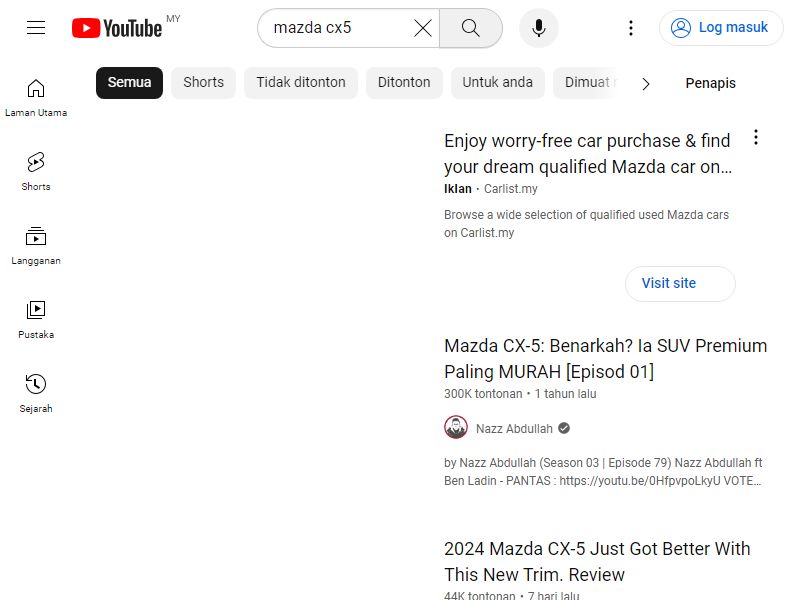 YouTube MY
mazda cx5
Log masuk
Semua
Shorts
Tidak ditonton
Ditonton
Untuk anda
Dimuat
Penapis
Laman Utama
Shorts
Langganan
Pustaka
Sejarah
Enjoy worry-free car purchase & find
your dream qualified Mazda car on...
Iklan · Carlist.my
Browse a wide selection of qualified used Mazda cars
on Carlist.my
Visit site
Mazda CX-5: Benarkah? Ia SUV Premium
Paling MURAH [Episod 01]
300K tontonan • 1 tahun lalu
Nazz Abdullah
by Nazz Abdullah (Season 03 | Episode 79) Nazz Abdullah ft
Ben Ladin - PANTAS : https://youtu.be/0HfpvpoLkyU VOTE...
2024 Mazda CX-5 Just Got Better With
This New Trim. Review
44K tontonan • 7 hari lalu